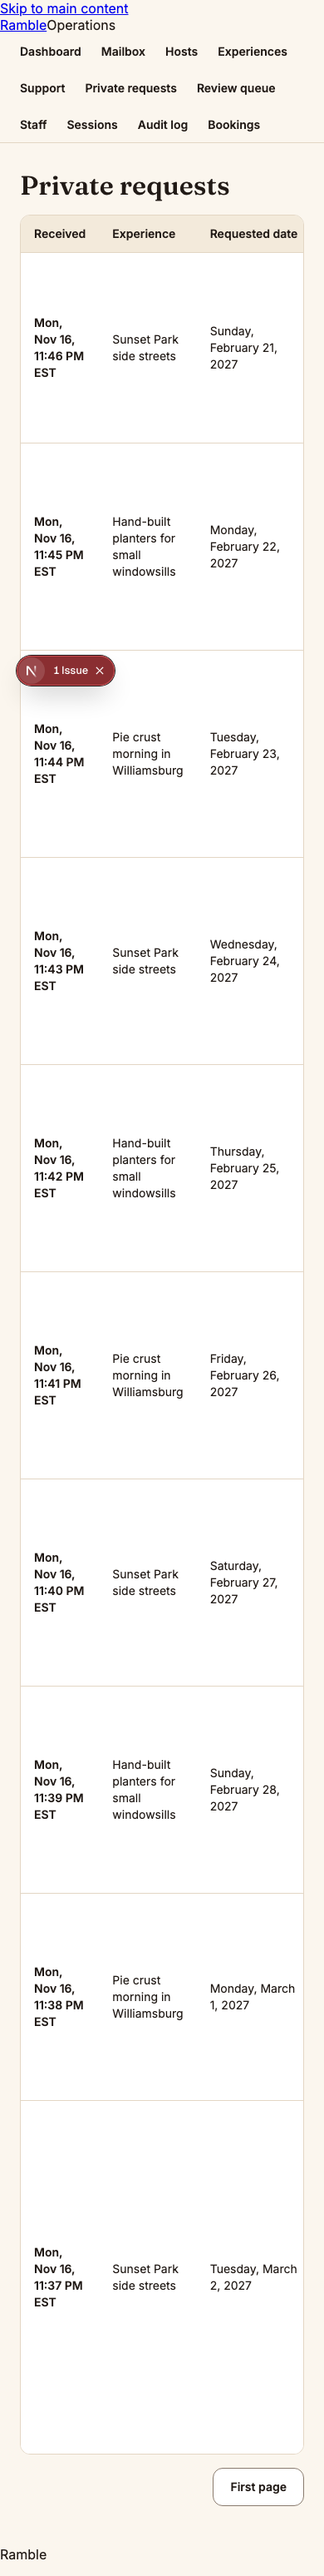 Skip to main content
RambleOperations
Dashboard Mailbox Hosts Experiences
Support Private requests Review queue
Staff Sessions Audit log Bookings
Private requests
Received Experience Requested date
Mon,
Nov 16,
11:46 PM
EST
Sunset Park
side streets
Sunday,
February 21,
2027
Mon,
Nov 16,
11:45 PM
EST
Hand-built
planters for
small
windowsills
Monday,
February 22,
2027
1 Issue
Mon,
Nov 16,
11:44 PM
EST
Pie crust
morning in
Williamsburg
Tuesday,
February 23,
2027
Mon,
Nov 16,
11:43 PM
EST
Sunset Park
side streets
Wednesday,
February 24,
2027
Mon,
Nov 16,
11:42 PM
EST
Hand-built
planters for
small
windowsills
Thursday,
February 25,
2027
Mon,
Nov 16,
11:41 PM
EST
Pie crust
morning in
Williamsburg
Friday,
February 26,
2027
Mon,
Nov 16,
11:40 PM
EST
Sunset Park
side streets
Saturday,
February 27,
2027
Mon,
Nov 16,
11:39 PM
EST
Hand-built
planters for
small
windowsills
Sunday,
February 28,
2027
Mon,
Nov 16,
11:38 PM
EST
Pie crust
morning in
Williamsburg
Monday, March
1, 2027
Mon,
Nov 16,
11:37 PM
EST
Sunset Park
side streets
Tuesday, March
2, 2027
First page
Ramble